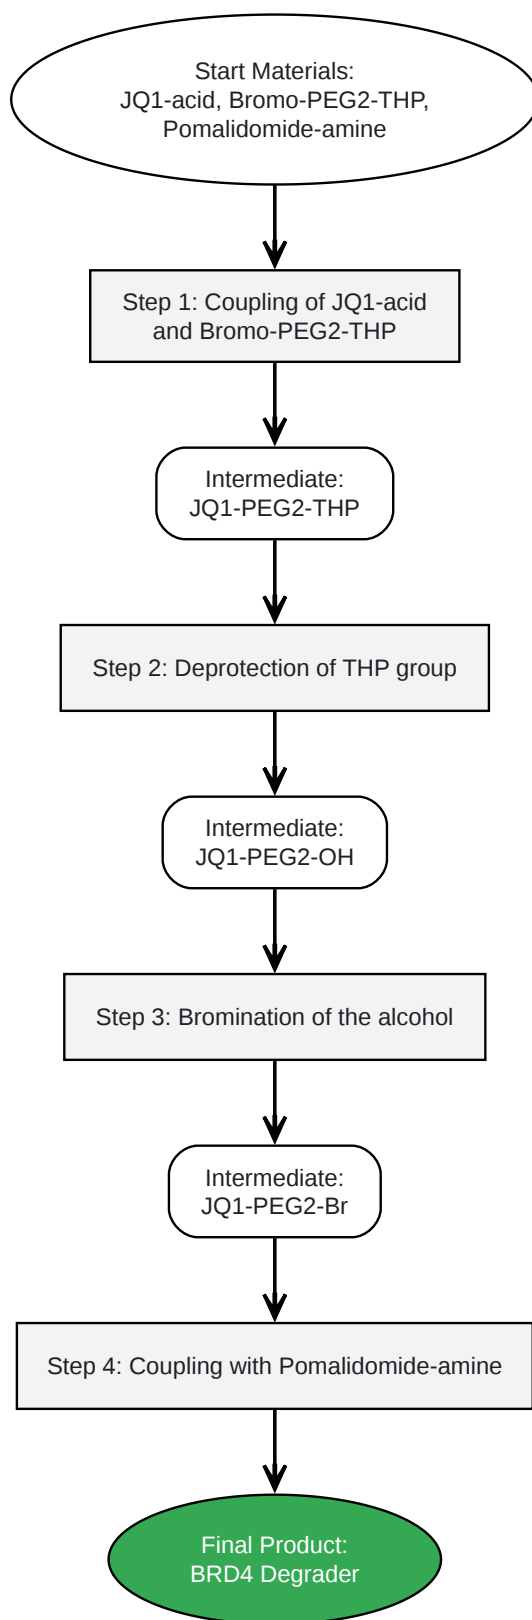 Start Materials:
JQ1-acid, Bromo-PEG2-THP,
Pomalidomide-amine
Step 1: Coupling of JQ1-acid
and Bromo-PEG2-THP
Intermediate:
JQ1-PEG2-THP
Step 2: Deprotection of THP group
Intermediate:
JQ1-PEG2-OH
Step 3: Bromination of the alcohol
Intermediate:
JQ1-PEG2-Br
Step 4: Coupling with Pomalidomide-amine
Final Product:
BRD4 Degrader